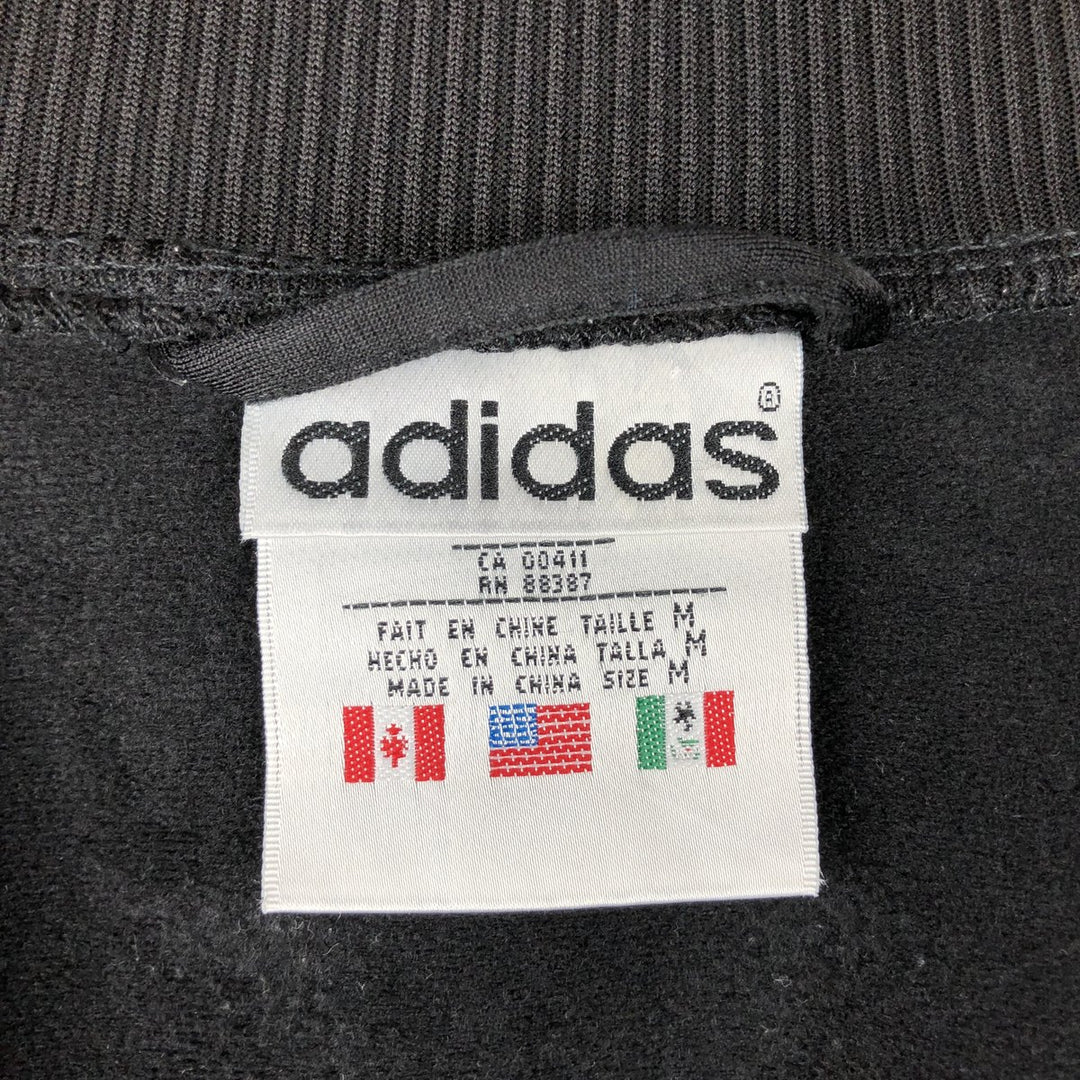 adidas®
CA 00411
RN 88387
FAIT EN CHINE TAILLE M
HECHO EN CHINA TALLA M
MADE IN CHINA SIZE M